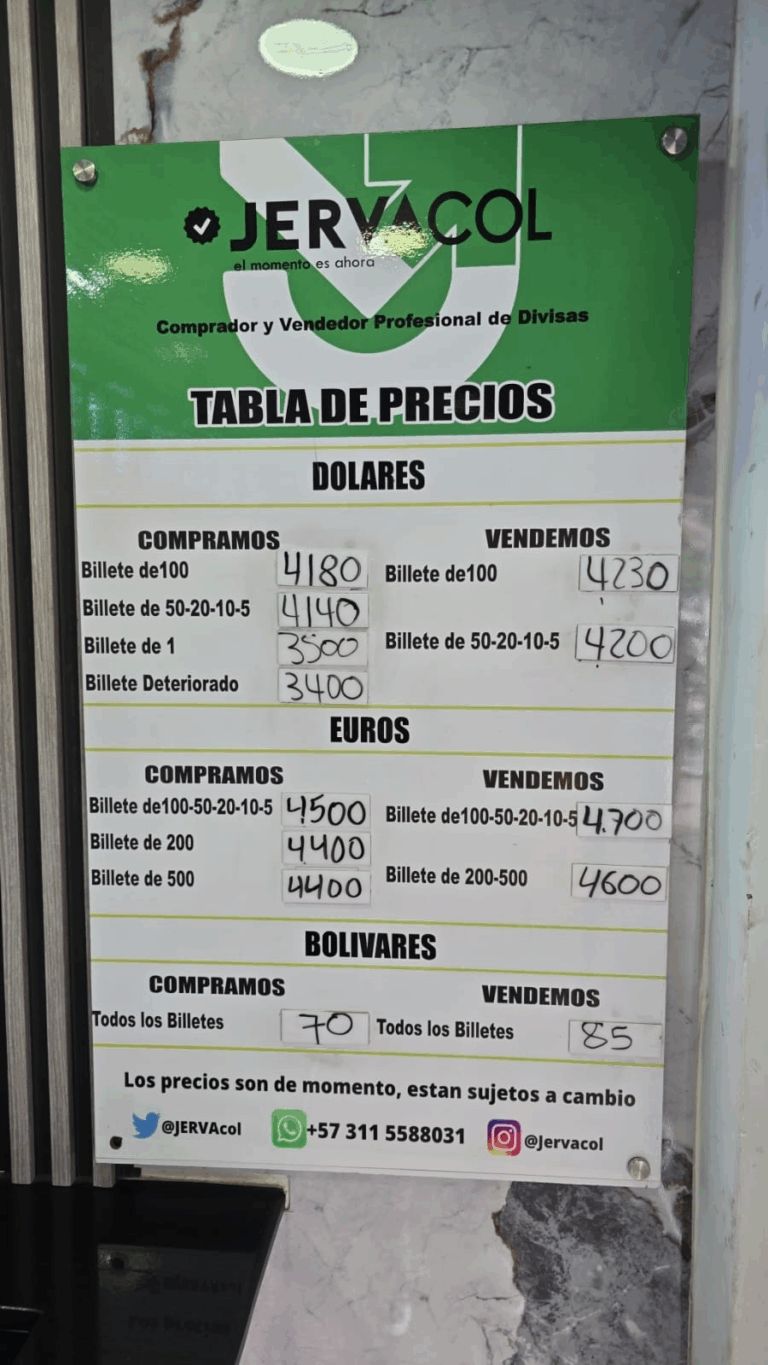 JERVACOL
el momento es ahora
Comprador y Vendedor Profesional de Divisas
TABLA DE PRECIOS
DOLARES
COMPRAMOS
Billete de100 4180
Billete de 50-20-10-5 4140
Billete de 1 3500
Billete Deteriorado 3400
VENDEMOS
Billete de100 4230
Billete de 50-20-10-5 4200
EUROS
COMPRAMOS
Billete de100-50-20-10-5 4500
Billete de 200 4400
Billete de 500 4400
VENDEMOS
Billete de100-50-20-10-5 4.700
Billete de 200-500 4600
BOLIVARES
COMPRAMOS
Todos los Billetes 70
VENDEMOS
Todos los Billetes 85
Los precios son de momento, estan sujetos a cambio
@JERVAcol +57 311 5588031 @Jervacol